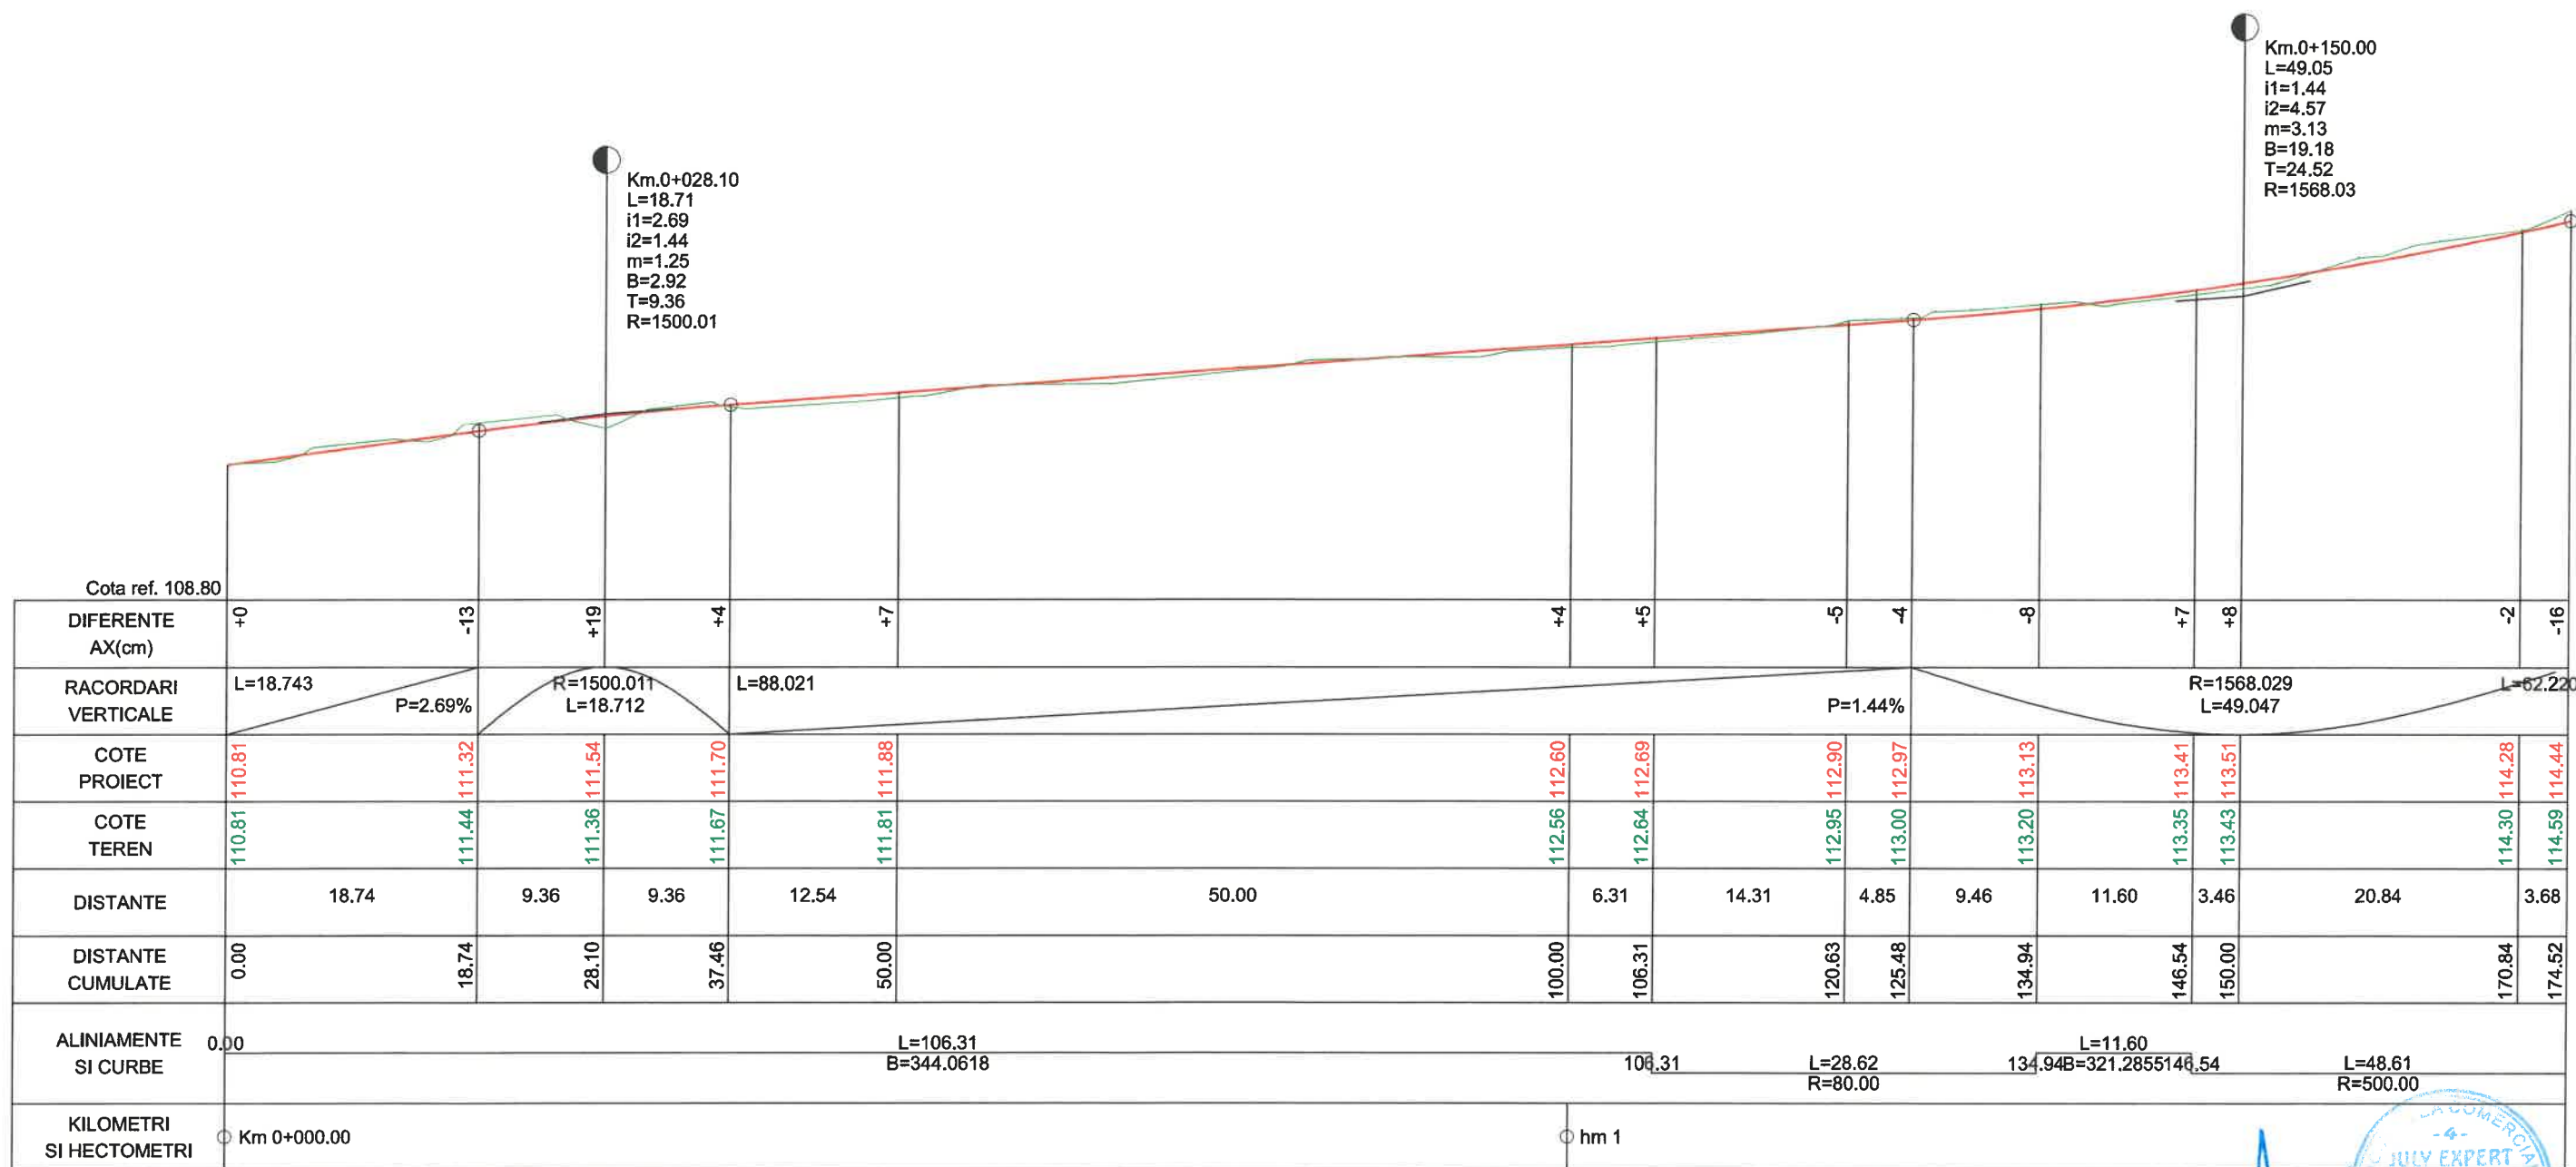 Km.0+150.00
L=49.05
i1=1.44
i2=4.57
m=3.13
B=19.18
T=24.52
R=1568.03
Km.0+028.10
L=18.71
i1=2.69
i2=1.44
m=1.25
B=2.92
T=9.36
R=1500.01
Cota ref. 108.80
DIFERENTE
AX(cm)
+0 -13 +19 +4 +7 +4 +5 -5 -4 -8 +7 +8 -2 -16
RACORDARI
VERTICALE
L=18.743 R=1500.011 L=88.021 R=1568.029 L=62.220
P=2.69% L=18.712 P=1.44% L=49.047
COTE
PROIECT
110.81 111.32 111.54 111.70 111.88 112.60 112.69 112.90 112.97 113.13 113.41 113.51 114.28 114.44
COTE
TEREN
110.81 111.44 111.36 111.67 111.81 112.56 112.64 112.95 113.00 113.20 113.35 113.43 114.30 114.59
DISTANTE
18.74 9.36 9.36 12.54 50.00 6.31 14.31 4.85 9.46 11.60 3.46 20.84 3.68
DISTANTE
CUMULATE
0.00 18.74 28.10 37.46 50.00 100.00 106.31 120.63 125.48 134.94 146.54 150.00 170.84 174.52
ALINIAMENTE
SI CURBE
0.00 L=106.31 L=11.60
B=344.0618 106.31 L=28.62 134.94 B=321.2855 146.54 L=48.61
R=80.00 R=500.00
KILOMETRI
SI HECTOMETRI
Km 0+000.00 hm 1
-4-
JULY EXPERT